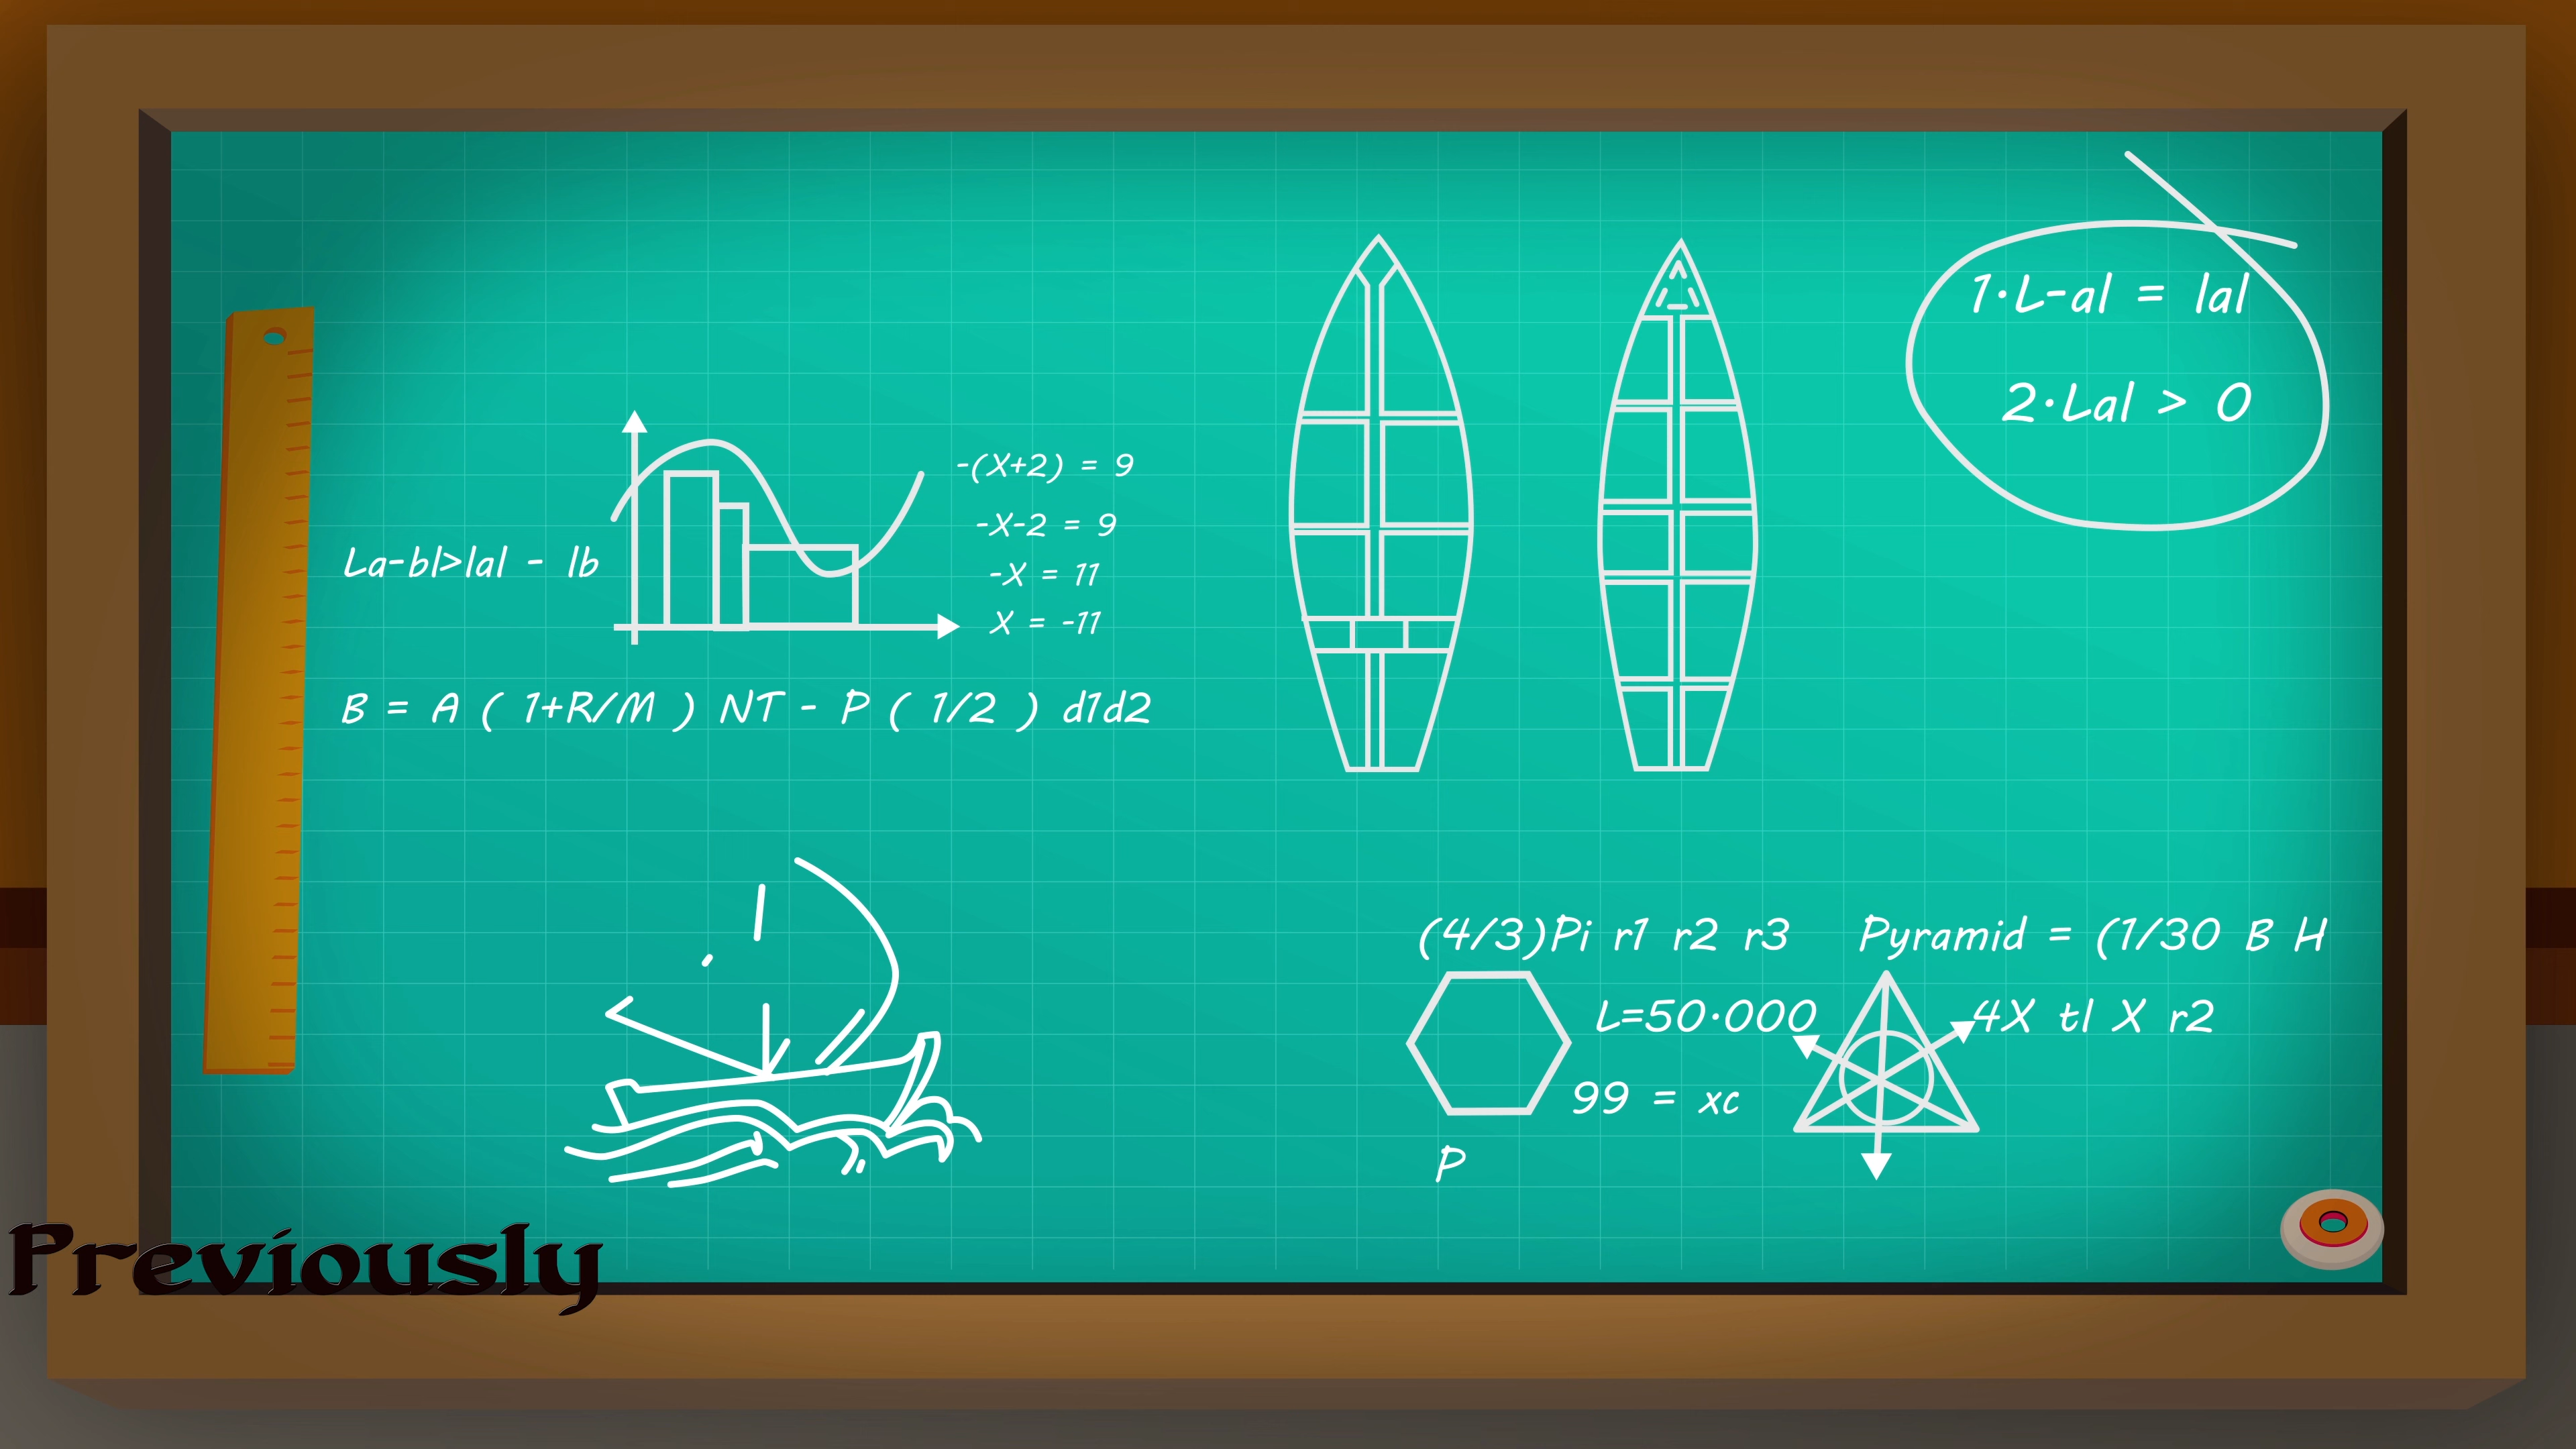 1·L-al = lal
2·Lal > 0
-(X+2) = 9
-X-2 = 9
-X = 11
X = -11
La-bl>lal - lb
B = A ( 1+R/M ) NT - P ( 1/2 ) d1d2
(4/3)Pi r1 r2 r3
Pyramid = (1/30 B H
L=50·000
4X tl X r2
99 = xc
P
Previously